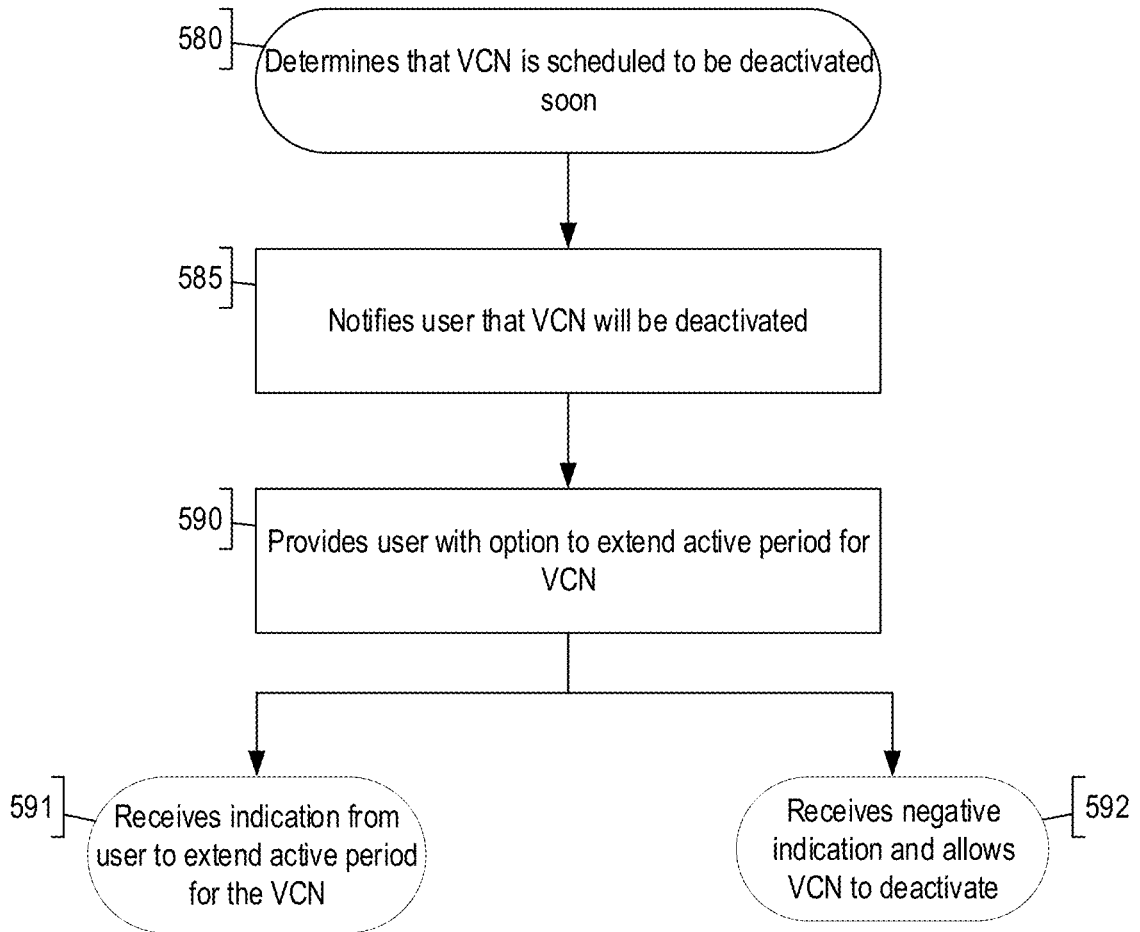 580
Determines that VCN is scheduled to be deactivated
soon
585
Notifies user that VCN will be deactivated
590
Provides user with option to extend active period for
VCN
591
Receives indication from
user to extend active period
for the VCN
Receives negative
indication and allows
VCN to deactivate
592